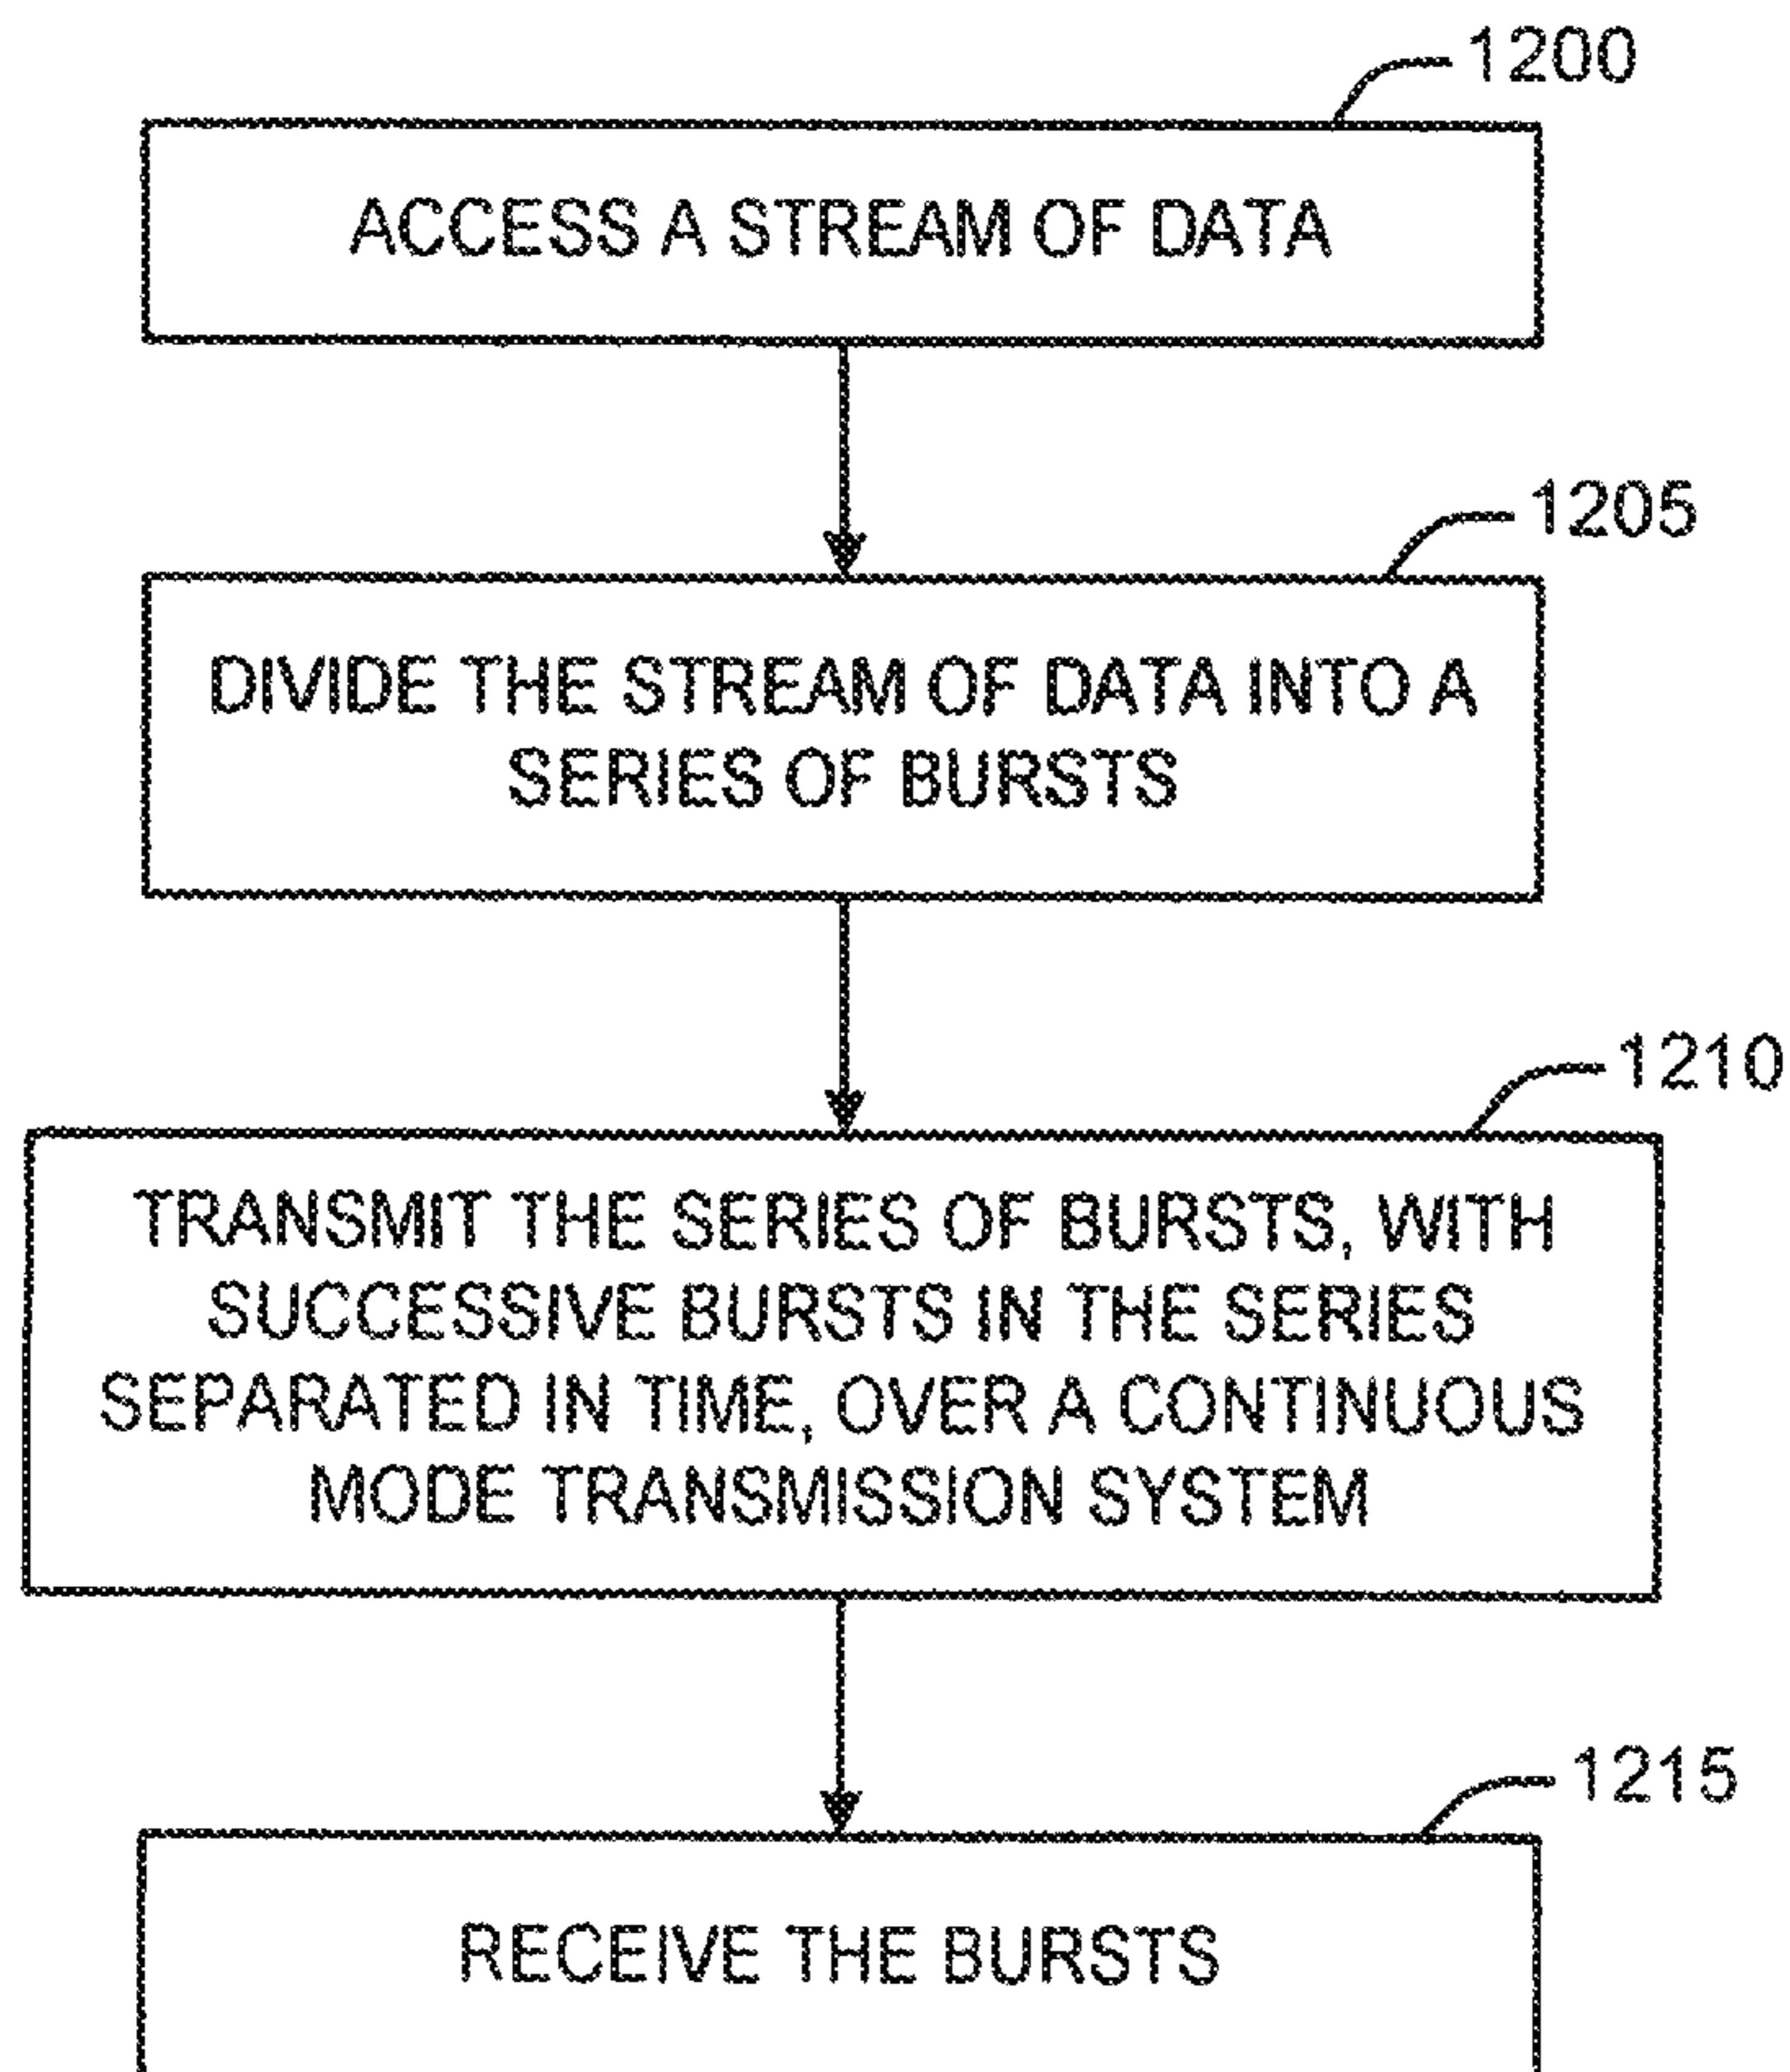 1200
ACCESS A STREAM OF DATA
1205
DIVIDE THE STREAM OF DATA INTO A
SERIES OF BURSTS
1210
TRANSMIT THE SERIES OF BURSTS, WITH
SUCCESSIVE BURSTS IN THE SERIES
SEPARATED IN TIME, OVER A CONTINUOUS
MODE TRANSMISSION SYSTEM
1215
RECEIVE THE BURSTS